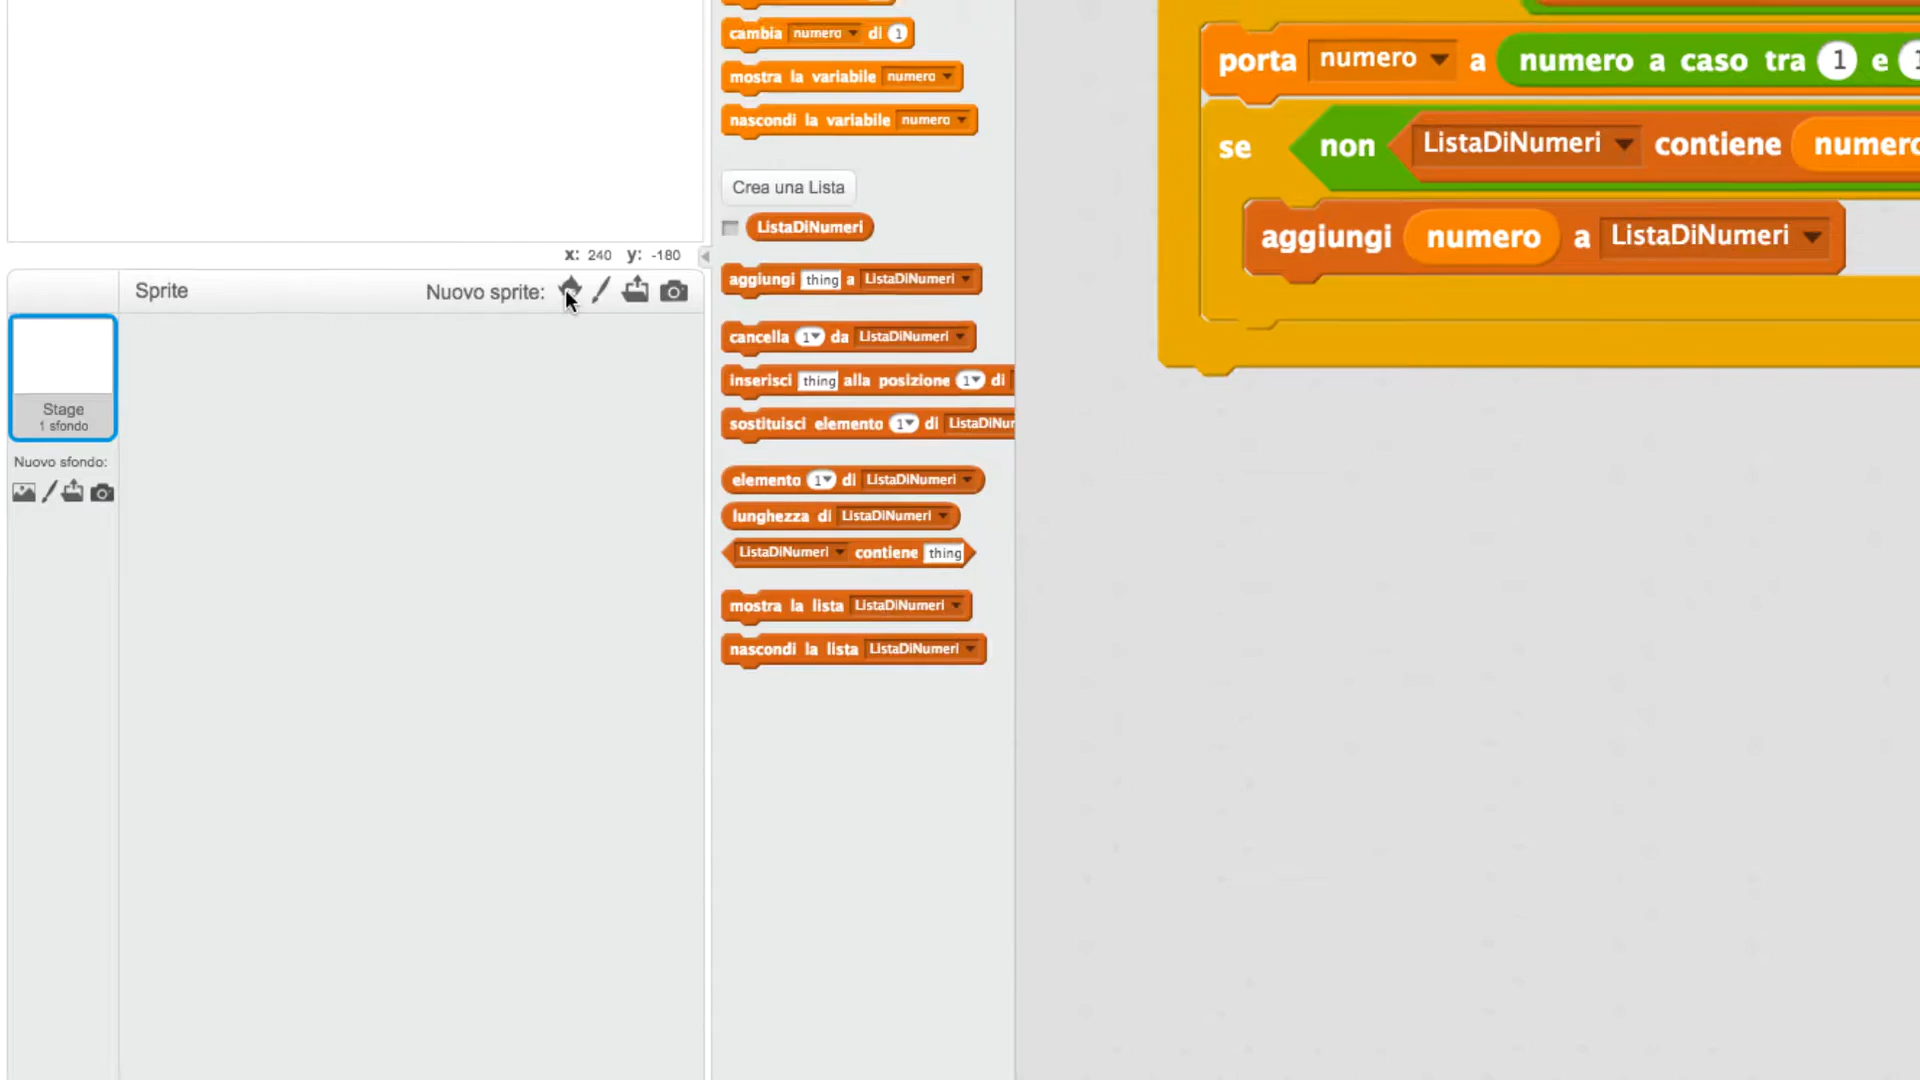 cambia numero di 1
mostra la variabile numero
nascondi la variabile numero
Crea una Lista
ListaDiNumeri
aggiungi thing a ListaDiNumeri
cancella 1 da ListaDiNumeri
inserisci thing alla posizione 1 di
sostituisci elemento 1 di
elemento 1 di ListaDiNumeri
lunghezza di ListaDiNumeri
ListaDiNumeri contiene thing
mostra la lista ListaDiNumeri
nascondi la lista ListaDiNumeri
x: 240 y: -180
Sprite
Nuovo sprite:
Stage
1 sfondo
Nuovo sfondo:
porta numero a numero a caso tra 1 e
se non ListaDiNumeri contiene numero
aggiungi numero a ListaDiNumeri